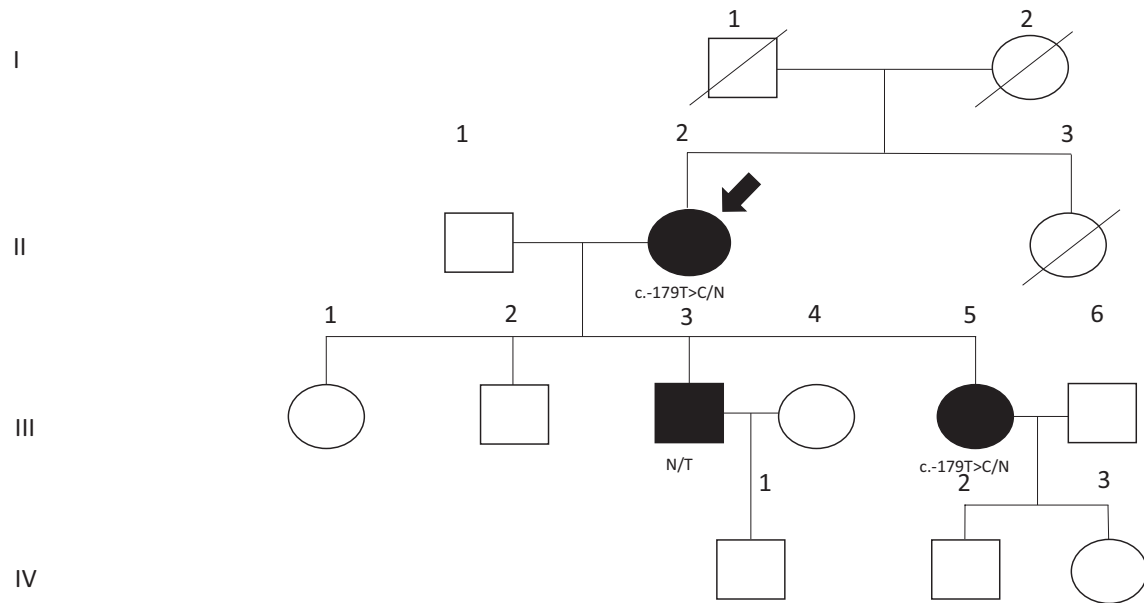 1 2
I
1 2 3
II
c.-179T>C/N
1 2 3 4 5 6
III
N/T c.-179T>C/N
1 2 3
IV